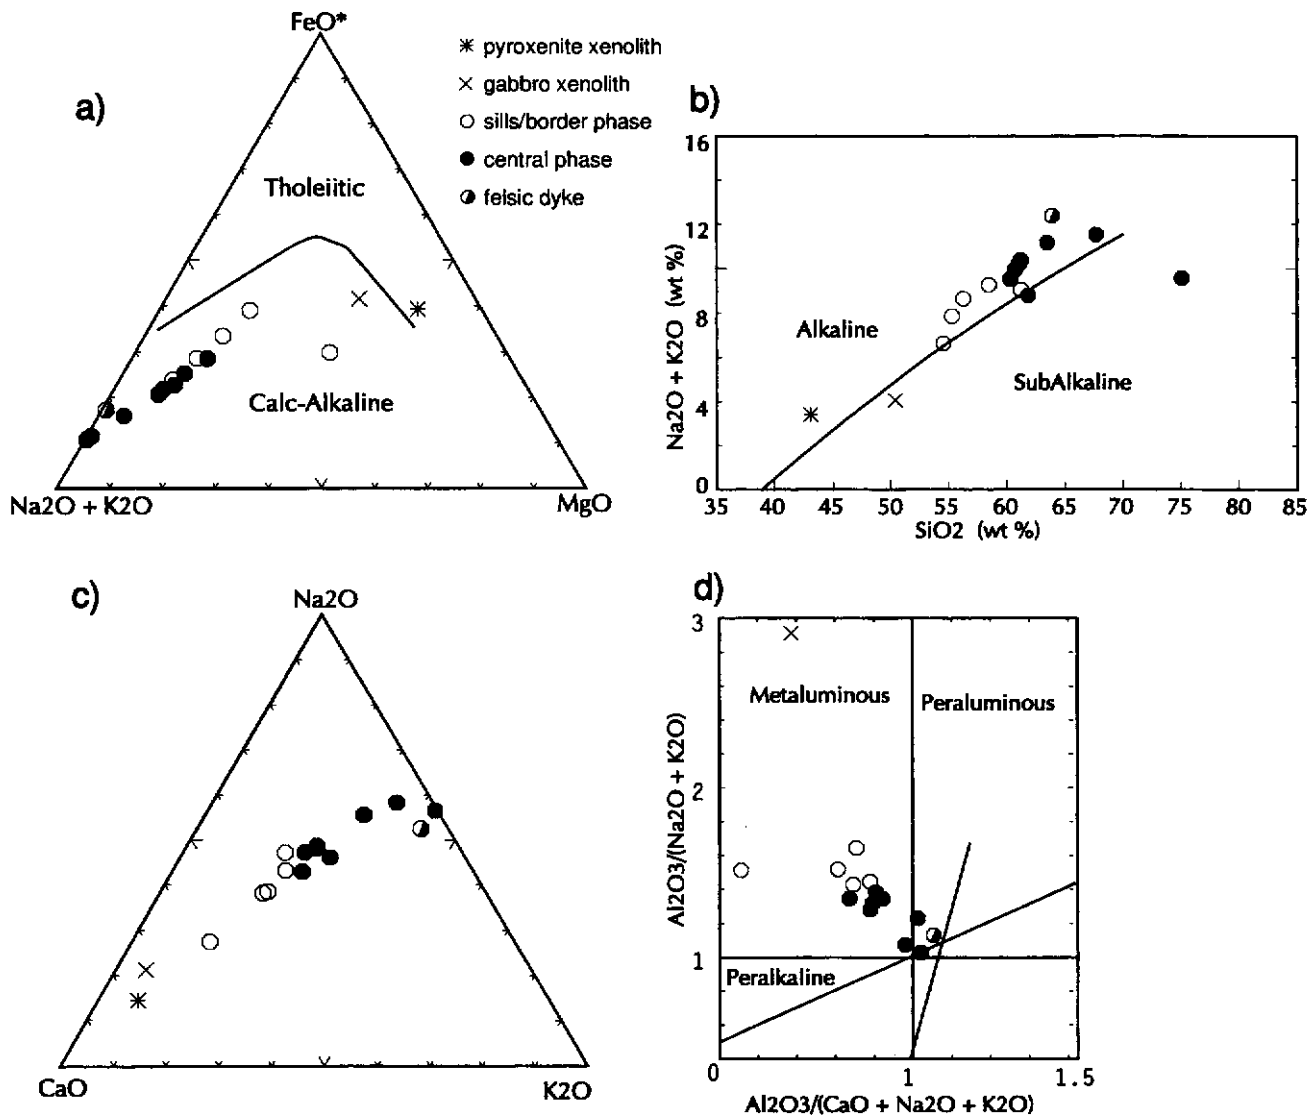 a)
FeO*
Tholeiitic
Calc-Alkaline
Na2O + K2O
MgO
pyroxenite xenolith
gabbro xenolith
sills/border phase
central phase
felsic dyke
b)
Na2O + K2O (wt %)
16
12
8
4
0
Alkaline
SubAlkaline
35 40 45 50 55 60 65 70 75 80 85
SiO2 (wt %)
c)
Na2O
CaO
K2O
d)
Al2O3/(Na2O + K2O)
3
2
1
Metaluminous
Peraluminous
Peralkaline
0 1 1.5
Al2O3/(CaO + Na2O + K2O)